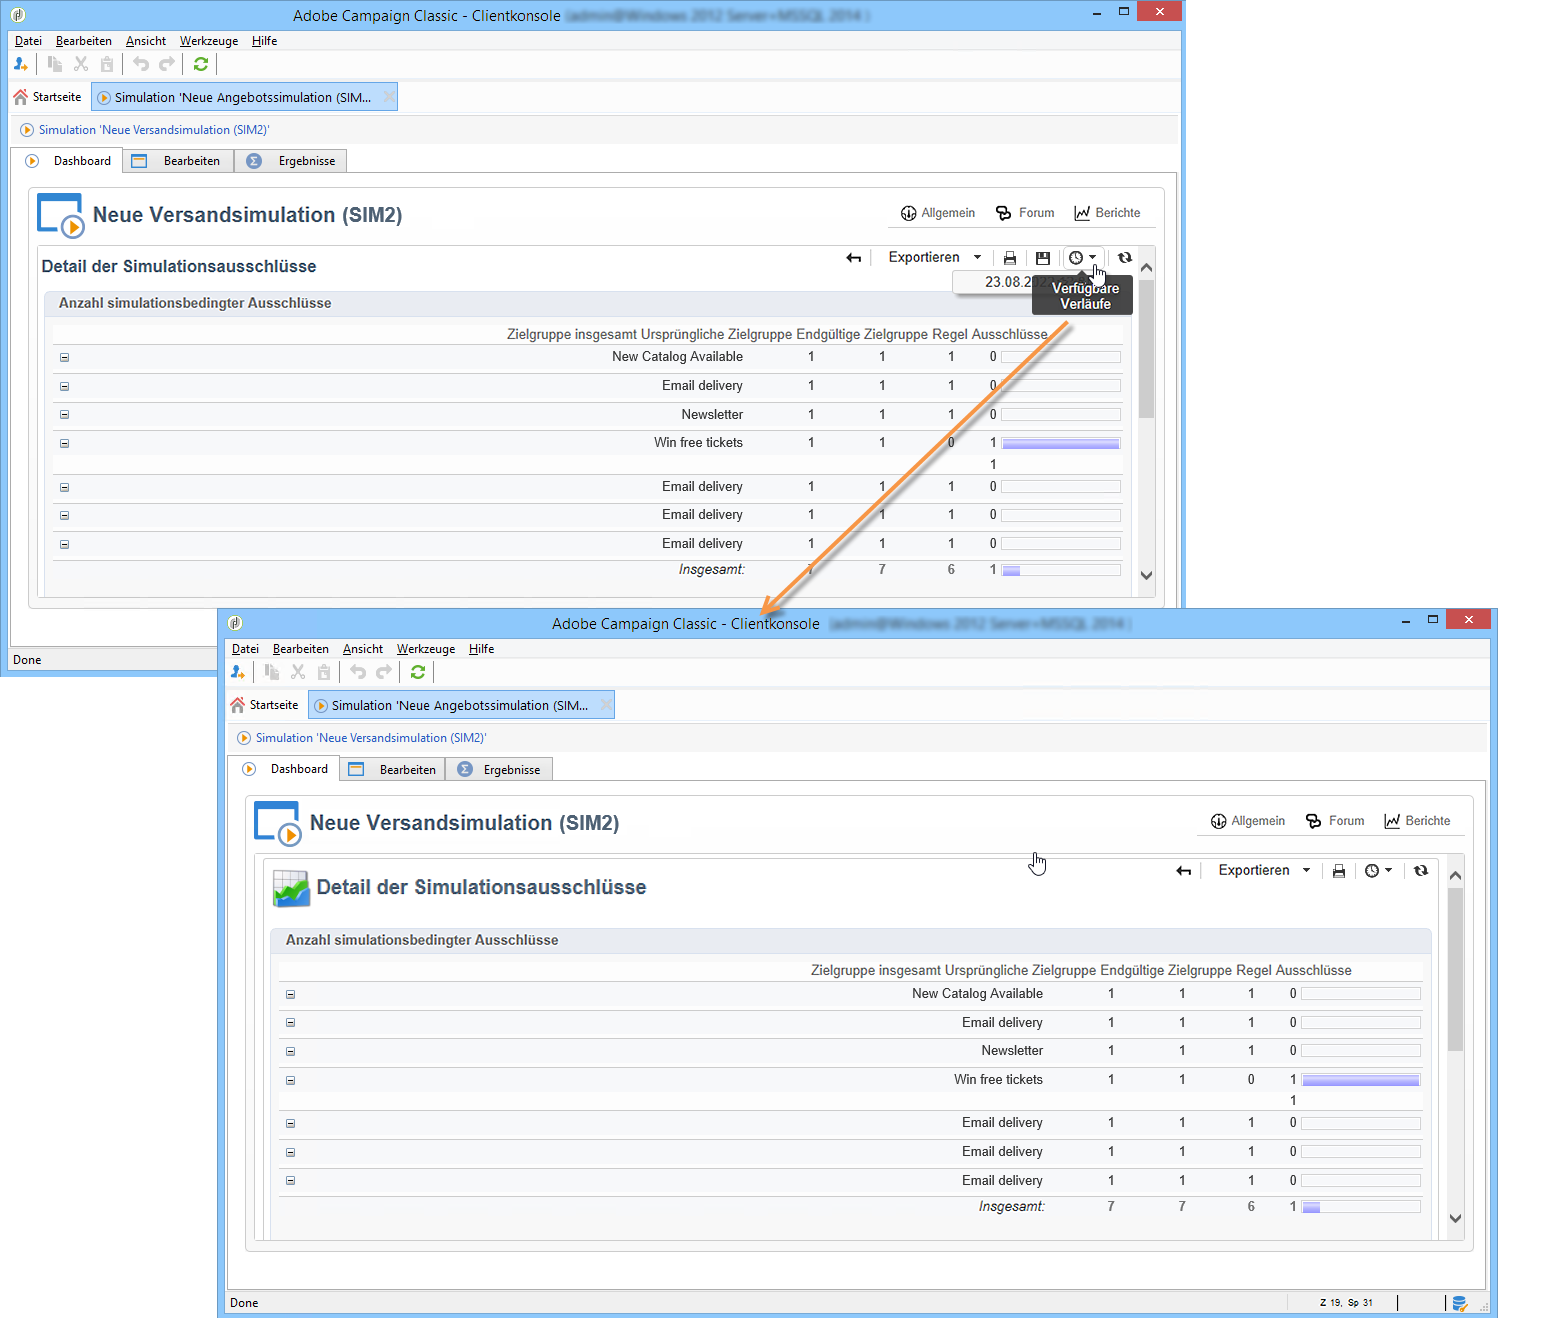 Adobe Campaign Classic - Clientkonsole
Datei Bearbeiten Ansicht Werkzeuge Hilfe
Startseite Simulation 'Neue Angebotssimulation (SIM...
Simulation 'Neue Versandsimulation (SIM2)'
Dashboard Bearbeiten Ergebnisse
Neue Versandsimulation (SIM2)
Allgemein Forum Berichte
Exportieren
Detail der Simulationsausschlüsse
23.08.2
Verfügbare
Verläufe
Anzahl simulationsbedingter Ausschlüsse
Zielgruppe insgesamt Ursprüngliche Zielgruppe Endgültige Zielgruppe Regel Ausschlüsse
New Catalog Available 1 1 1 0
Email delivery 1 1 1 0
Newsletter 1 1 1 0
Win free tickets 1 1 0 1
1
Email delivery 1 1 1 0
Email delivery 1 1 1 0
Email delivery 1 1 1 0
Insgesamt: 7 7 6 1
Done
Adobe Campaign Classic - Clientkonsole
Datei Bearbeiten Ansicht Werkzeuge Hilfe
Startseite Simulation 'Neue Angebotssimulation (SIM...
Simulation 'Neue Versandsimulation (SIM2)'
Dashboard Bearbeiten Ergebnisse
Neue Versandsimulation (SIM2)
Allgemein Forum Berichte
Exportieren
Detail der Simulationsausschlüsse
Anzahl simulationsbedingter Ausschlüsse
Zielgruppe insgesamt Ursprüngliche Zielgruppe Endgültige Zielgruppe Regel Ausschlüsse
New Catalog Available 1 1 1 0
Email delivery 1 1 1 0
Newsletter 1 1 1 0
Win free tickets 1 1 0 1
1
Email delivery 1 1 1 0
Email delivery 1 1 1 0
Email delivery 1 1 1 0
Insgesamt: 7 7 6 1
Done
Z 19, Sp 31